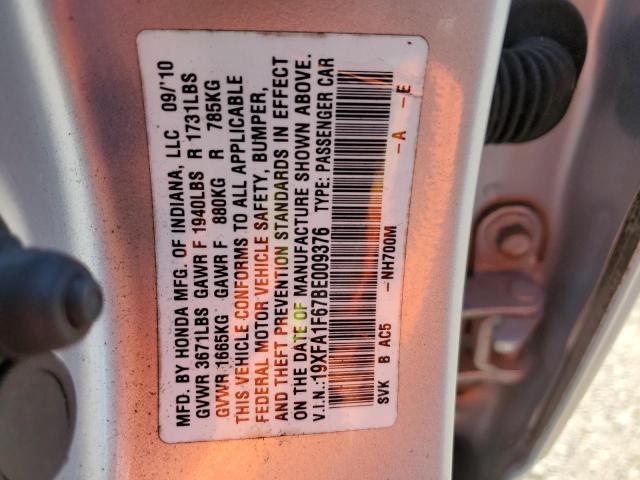 MFD. BY HONDA MFG. OF INDIANA, LLC 09/'10
GVWR 3671LBS GAWR F 1940LBS R 1731LBS
GVWR 1665KG GAWR F 880KG R 785KG
THIS VEHICLE CONFORMS TO ALL APPLICABLE
FEDERAL MOTOR VEHICLE SAFETY, BUMPER,
AND THEFT PREVENTION STANDARDS IN EFFECT
ON THE DATE OF MANUFACTURE SHOWN ABOVE.
V.I.N.:19XFA1F67BE009376 TYPE: PASSENGER CAR
SVK B AC5 -NH700M -A -E